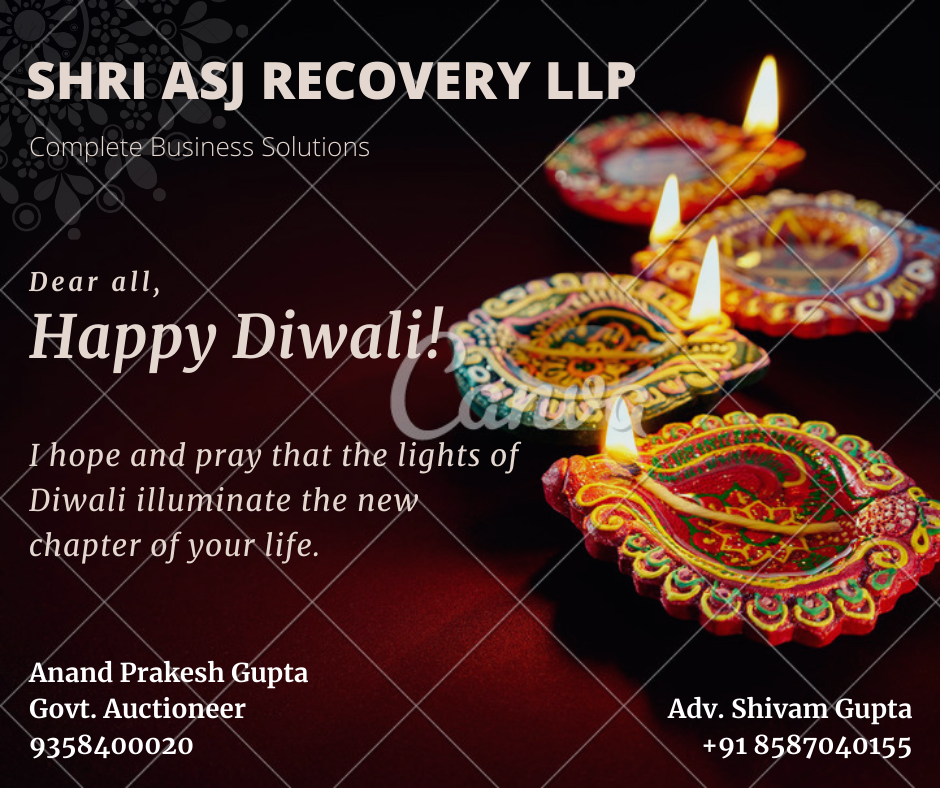 SHRI ASJ RECOVERY LLP
Complete Business Solutions
Dear all,
Happy Diwali!
Canva
I hope and pray that the lights of
Diwali illuminate the new
chapter of your life.
Anand Prakesh Gupta
Govt. Auctioneer
9358400020
Adv. Shivam Gupta
+91 8587040155